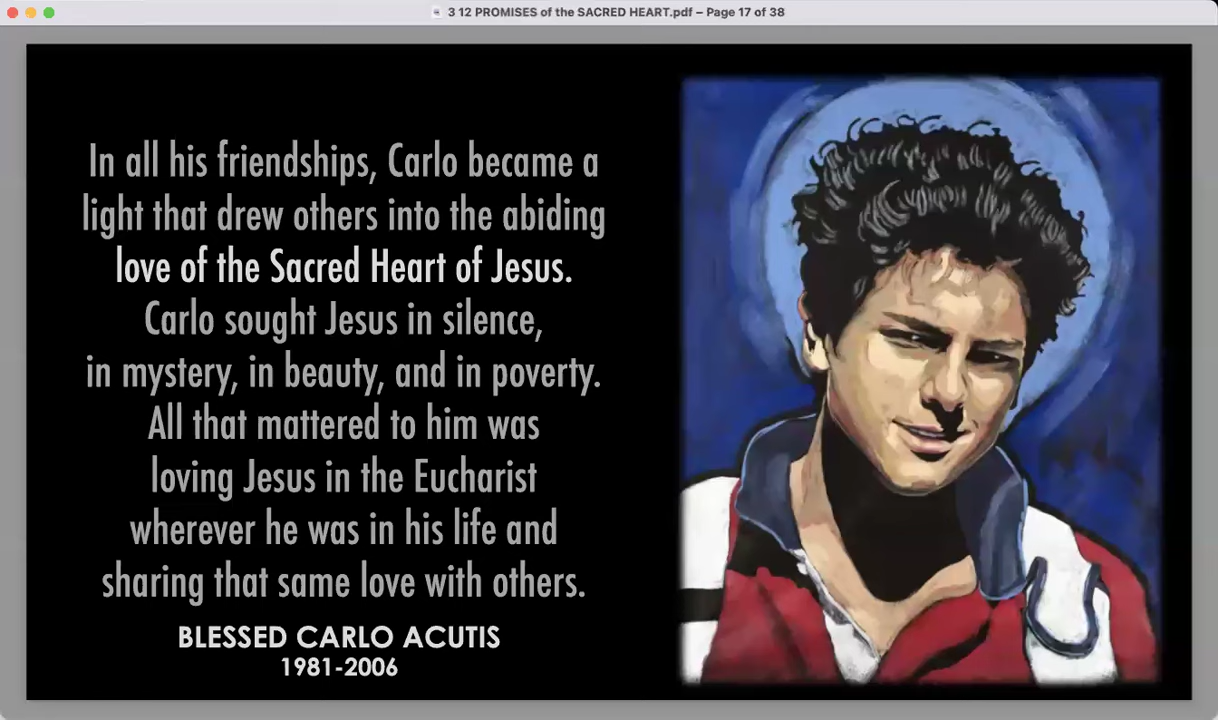 3 12 PROMISES of the SACRED HEART.pdf – Page 17 of 38
In all his friendships, Carlo became a
light that drew others into the abiding
love of the Sacred Heart of Jesus.
Carlo sought Jesus in silence,
in mystery, in beauty, and in poverty.
All that mattered to him was
loving Jesus in the Eucharist
wherever he was in his life and
sharing that same love with others.
BLESSED CARLO ACUTIS
1981-2006